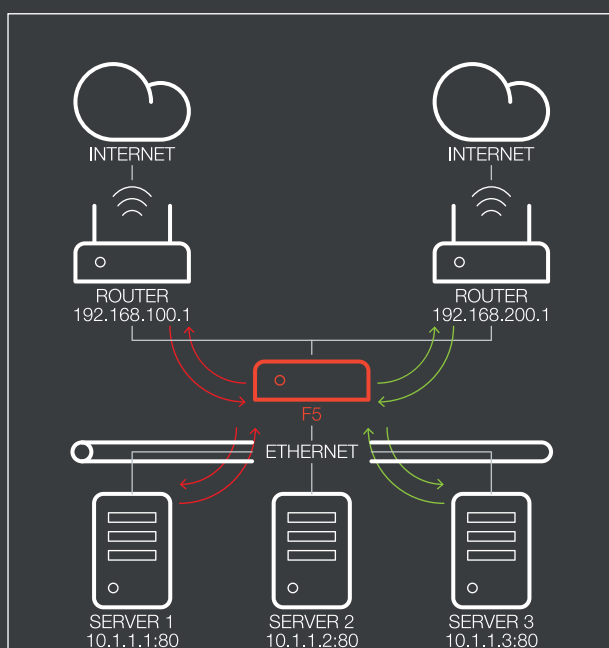 INTERNET
INTERNET
ROUTER
192.168.100.1
ROUTER
192.168.200.1
F5
ETHERNET
SERVER 1
10.1.1.1:80
SERVER 2
10.1.1.2:80
SERVER 3
10.1.1.3:80